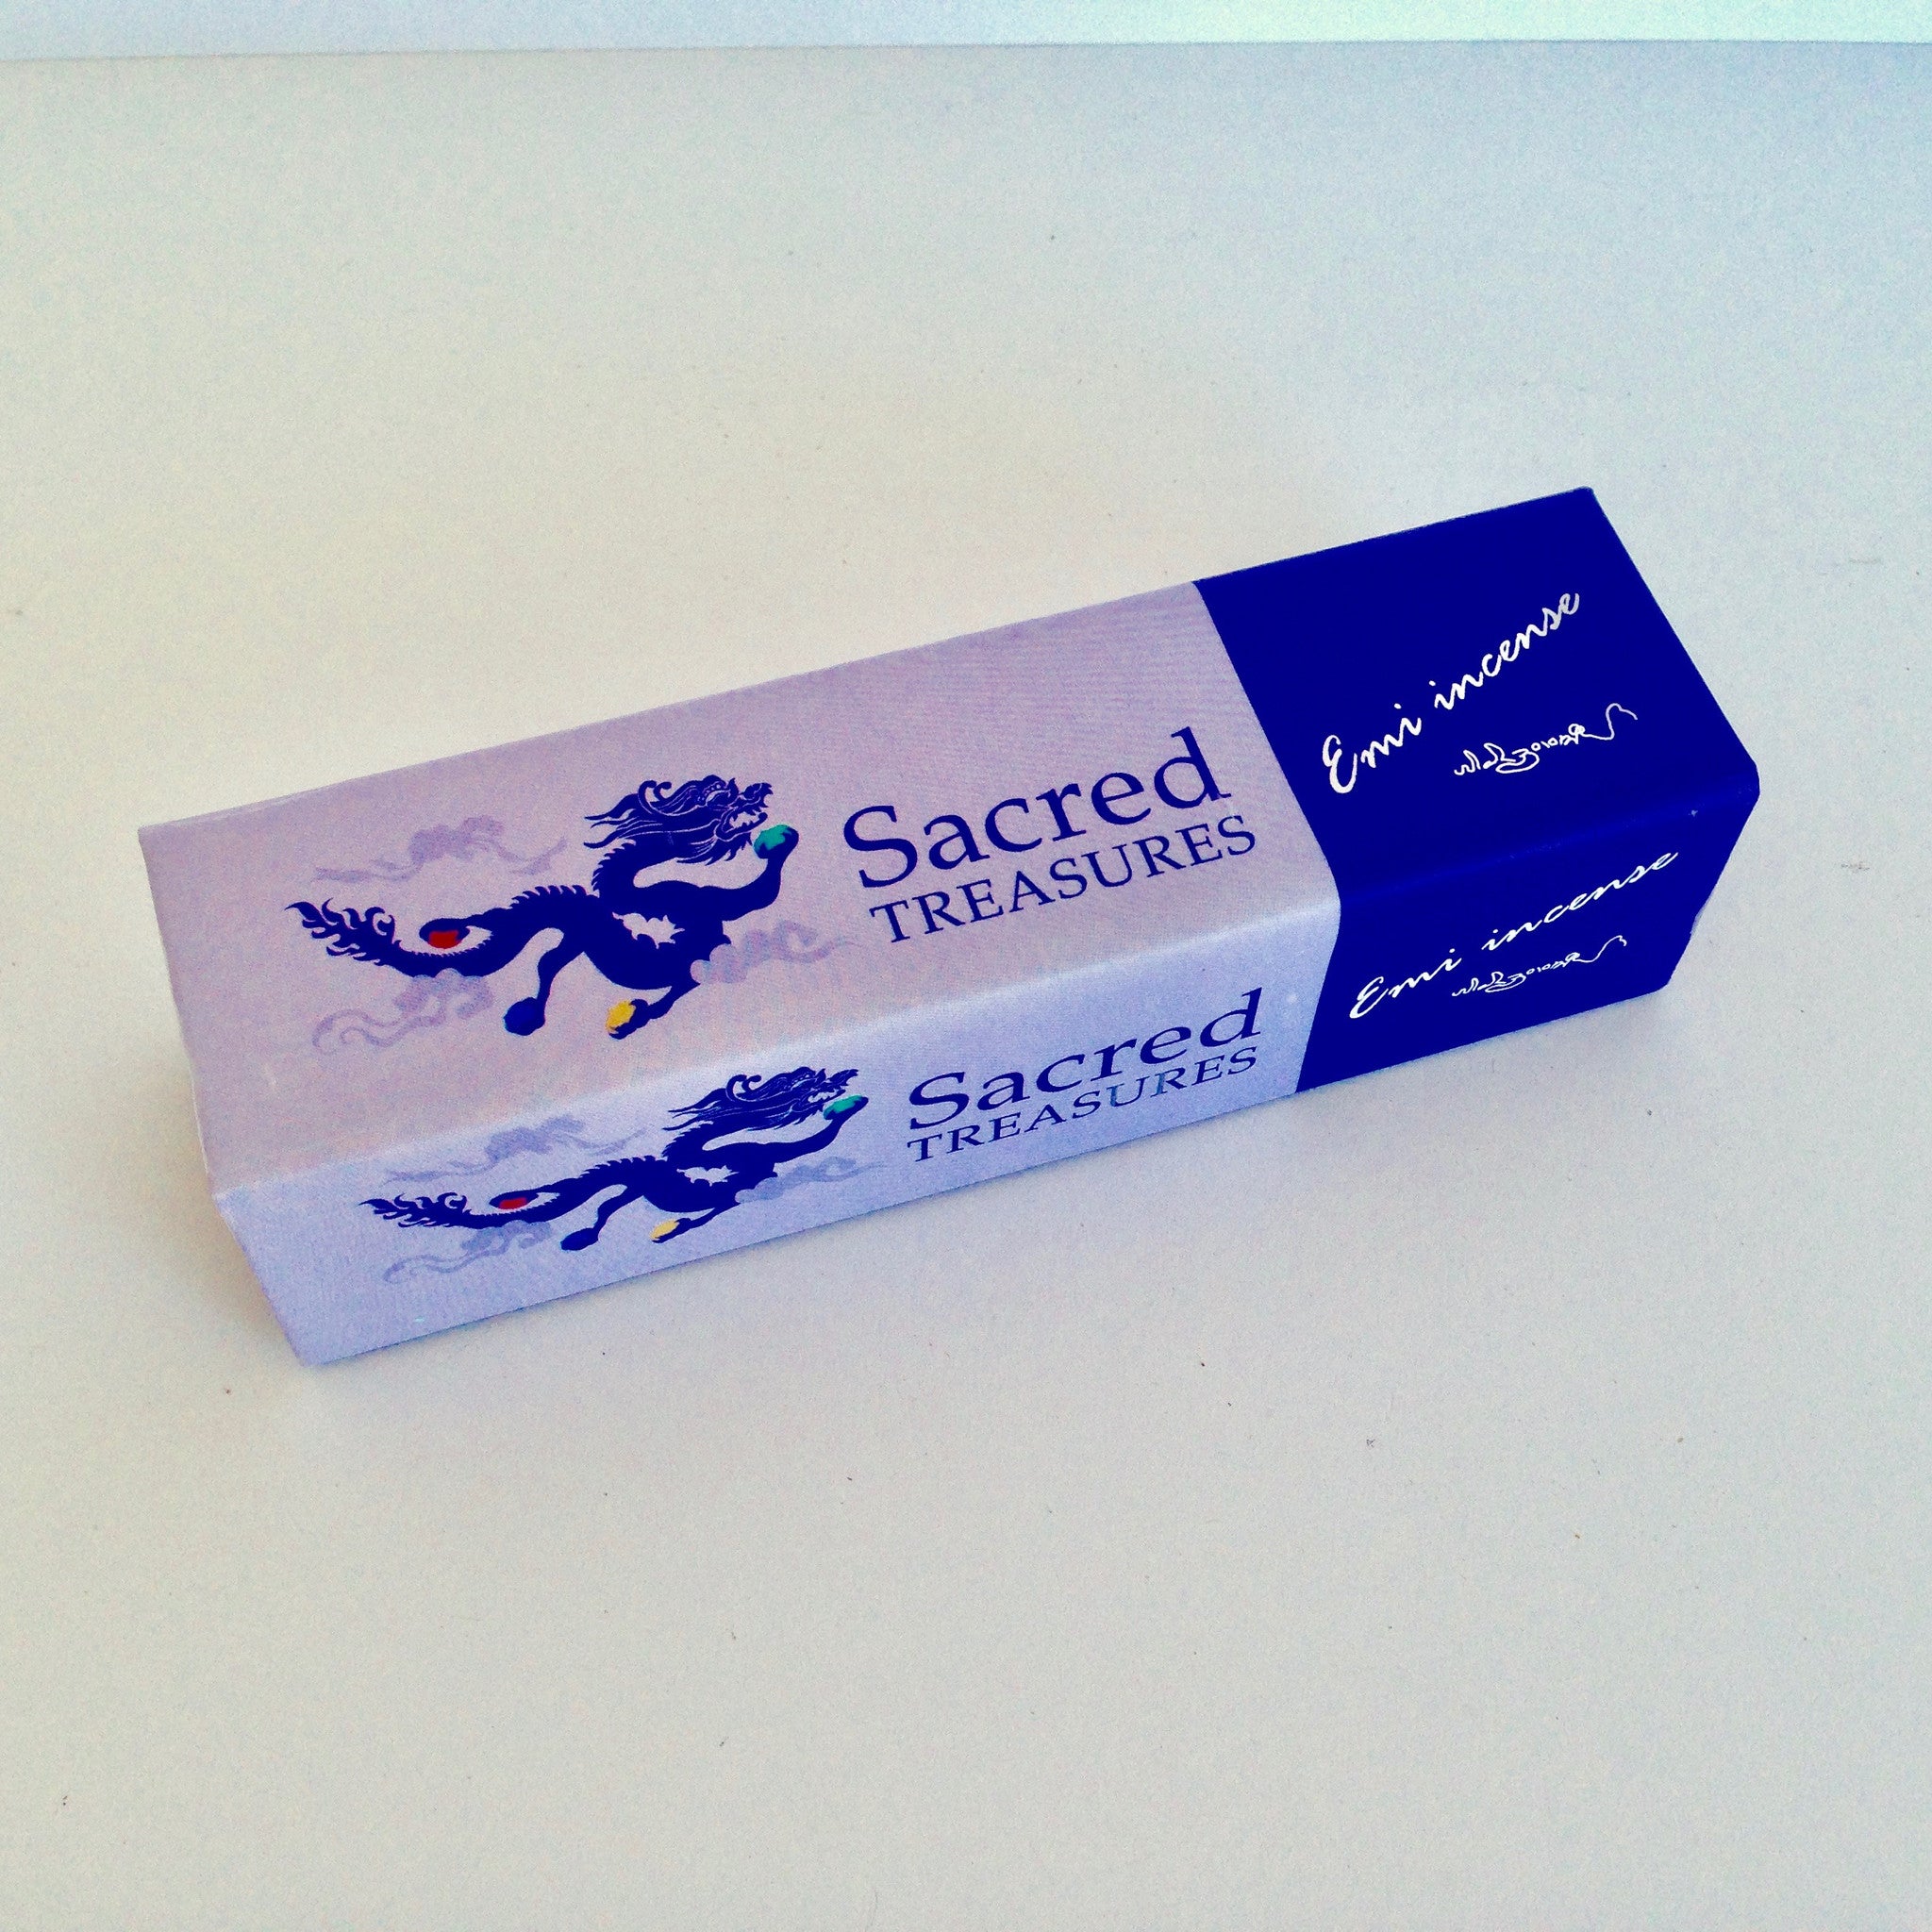 Sacred
TREASURES
Emi incense
Sacred
TREASURES
Emi incense